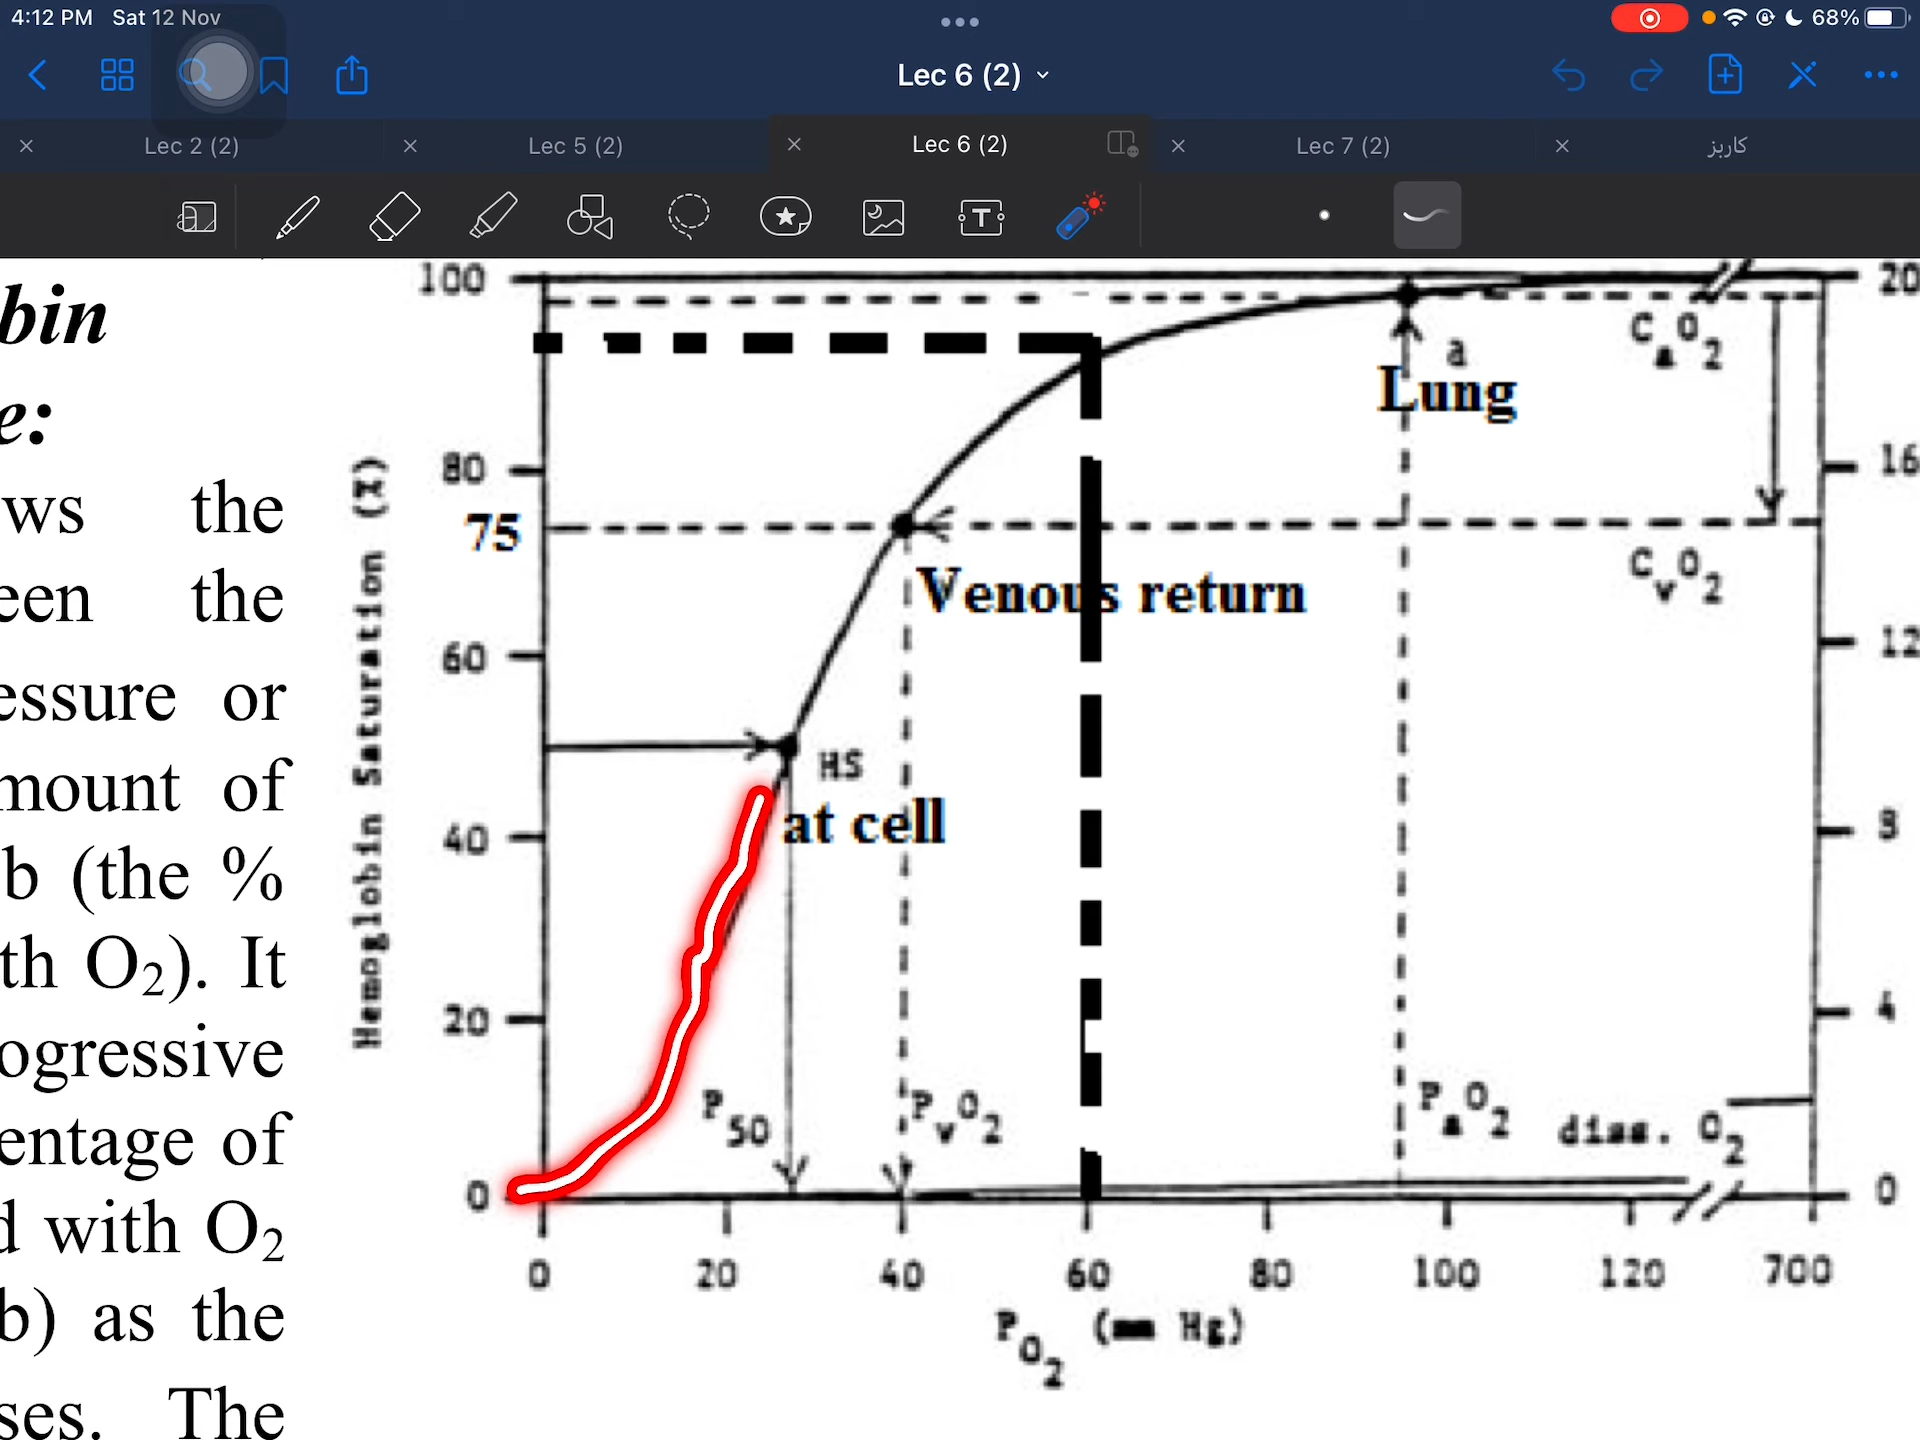 4:12 PM Sat 12 Nov
68%
Lec 6 (2)
Lec 2 (2)
Lec 5 (2)
Lec 6 (2)
Lec 7 (2)
كاربز
bin
e:
ws the
een the
essure or
mount of
b (the %
th O₂). It
ogressive
entage of
d with O₂
b) as the
ses. The
Hemoglobin Saturation (%)
100
80
75
60
40
20
0
a
Lung
Venous return
HS
at cell
P50
PvO2
PaO2
diss. O2
CaO2
CvO2
20
16
12
8
4
0
0 20 40 60 80 100 120 700
PO2 (mm Hg)